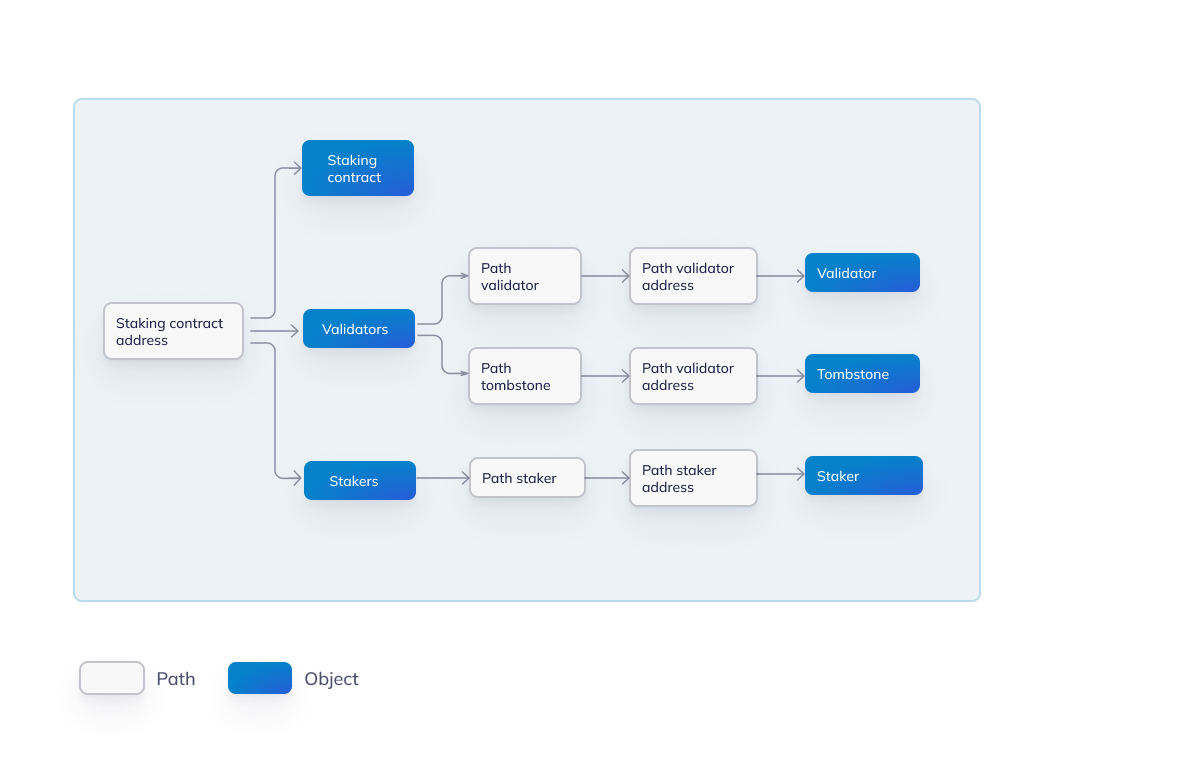 Staking
contract
Path
validator
Path validator
address
Validator
Staking contract
address
Validators
Path
tombstone
Path validator
address
Tombstone
Stakers
Path staker
Path staker
address
Staker
Path
Object